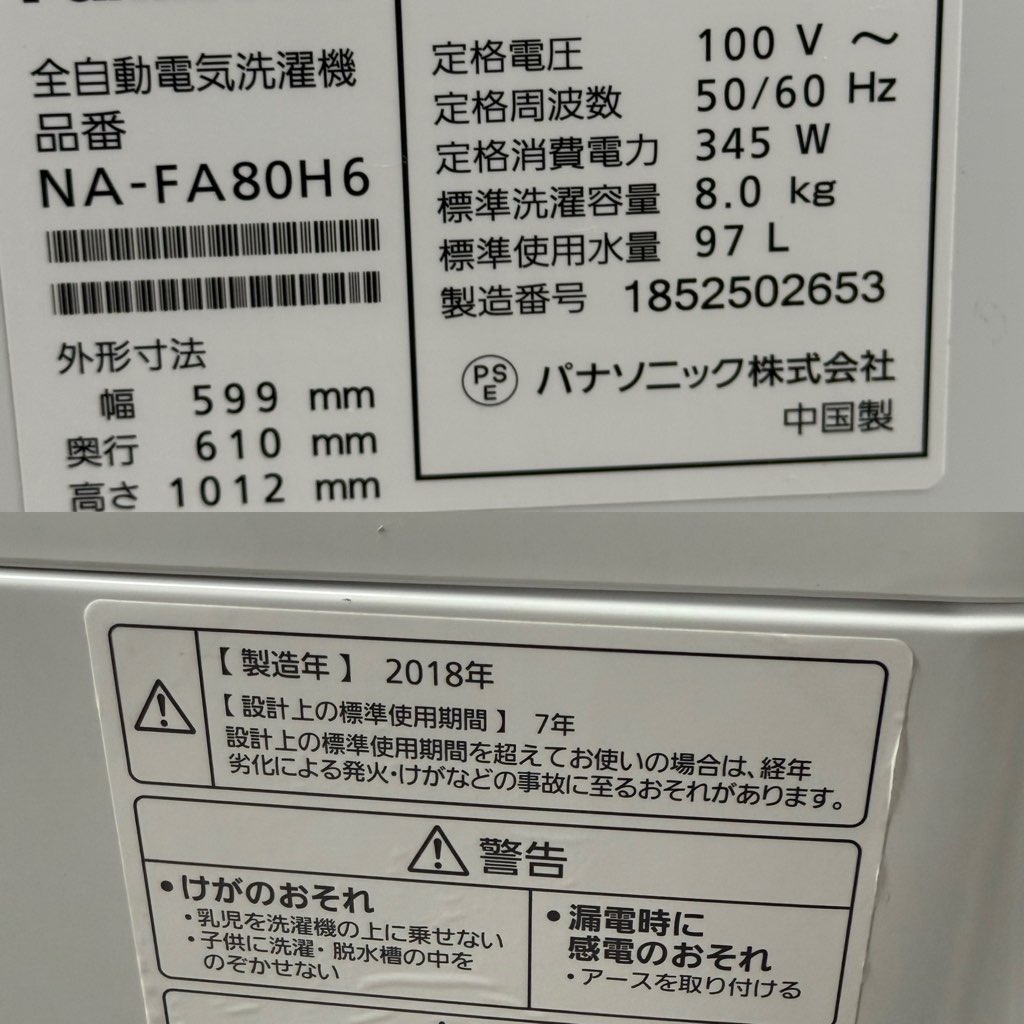 全自動電気洗濯機
品番
NA-FA80H6
外形寸法
幅 599 mm
奥行 610 mm
高さ 1012 mm
定格電圧 100 V ～
定格周波数 50/60 Hz
定格消費電力 345 W
標準洗濯容量 8.0 kg
標準使用水量 97 L
製造番号 1852502653
PS
E パナソニック株式会社
中国製
【製造年】 2018年
【設計上の標準使用期間】 7年
設計上の標準使用期間を超えてお使いの場合は、経年
劣化による発火・けがなどの事故に至るおそれがあります。
警告
•けがのおそれ
・乳児を洗濯機の上に乗せない
・子供に洗濯・脱水槽の中を
のぞかせない
•漏電時に
感電のおそれ
・アースを取り付ける